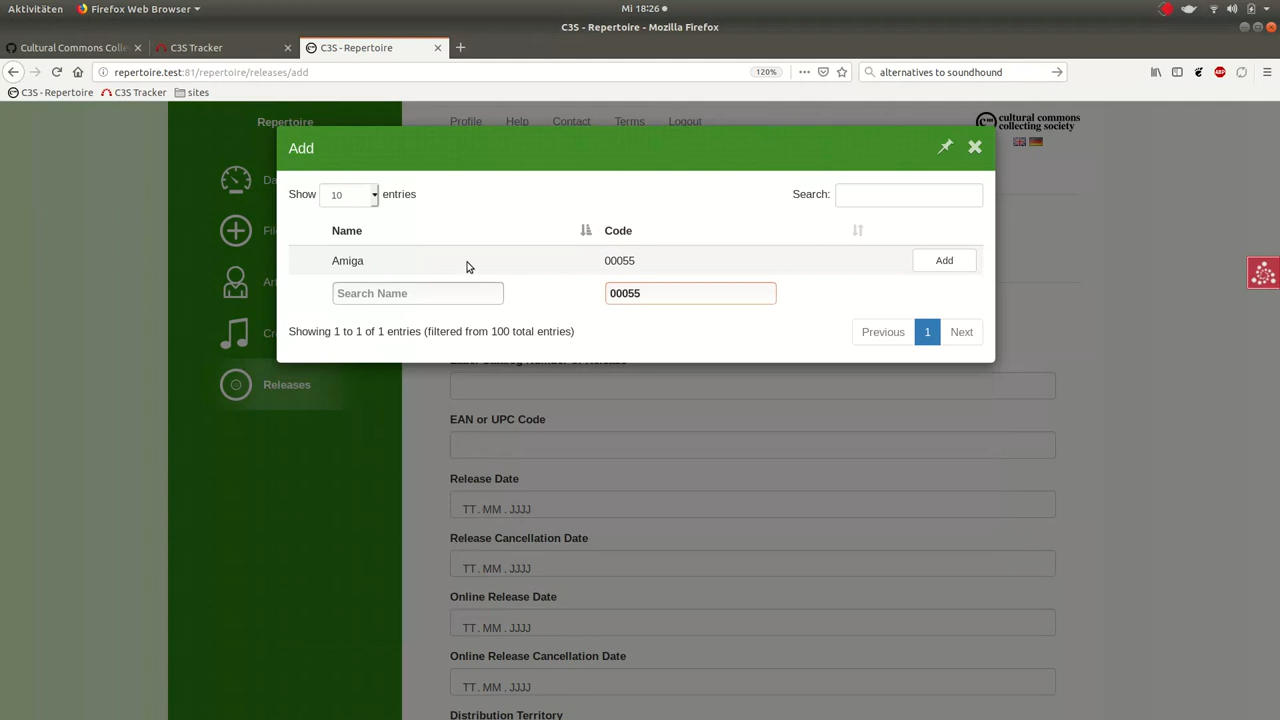 Aktivitäten
Firefox Web Browser
Mi 18:26
C3S - Repertoire - Mozilla Firefox
Cultural Commons Colle
C3S Tracker
C3S - Repertoire
repertoire.test:81/repertoire/releases/add
120%
alternatives to soundhound
C3S - Repertoire
C3S Tracker
sites
Repertoire
Profile
Help
Contact
Terms
Logout
cultural commons
collecting society
Add
Show
10
entries
Search:
Name
Code
Amiga
00055
Add
Search Name
00055
Showing 1 to 1 of 1 entries (filtered from 100 total entries)
Previous
1
Next
Releases
EAN or UPC Code
Release Date
TT . MM . JJJJ
Release Cancellation Date
TT . MM . JJJJ
Online Release Date
TT . MM . JJJJ
Online Release Cancellation Date
TT . MM . JJJJ
Distribution Territory